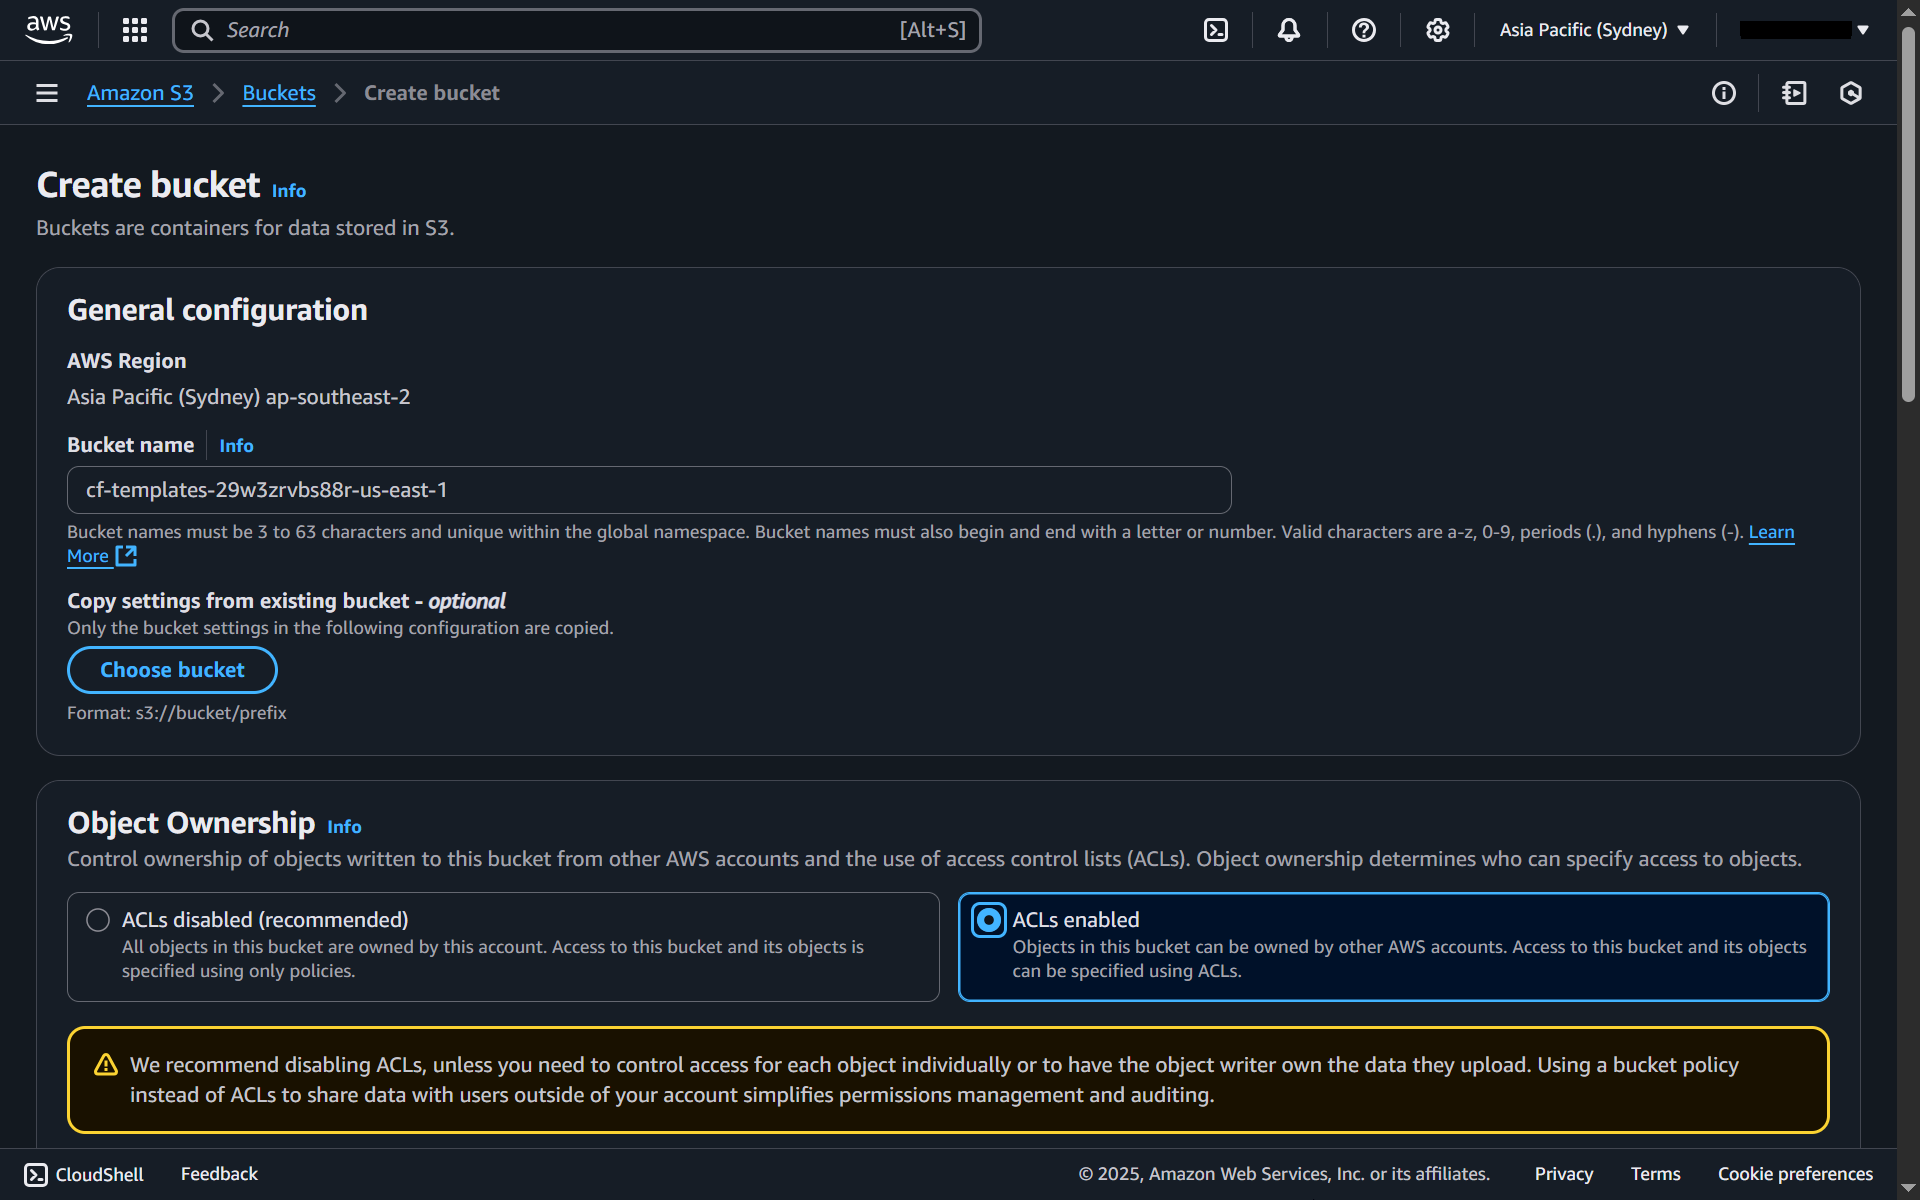 aws
Search [Alt+S]
Asia Pacific (Sydney)
Amazon S3 > Buckets > Create bucket
Create bucket Info
Buckets are containers for data stored in S3.
General configuration
AWS Region
Asia Pacific (Sydney) ap-southeast-2
Bucket name Info
cf-templates-29w3zrvbs88r-us-east-1
Bucket names must be 3 to 63 characters and unique within the global namespace. Bucket names must also begin and end with a letter or number. Valid characters are a-z, 0-9, periods (.), and hyphens (-). Learn
More
Copy settings from existing bucket - optional
Only the bucket settings in the following configuration are copied.
Choose bucket
Format: s3://bucket/prefix
Object Ownership Info
Control ownership of objects written to this bucket from other AWS accounts and the use of access control lists (ACLs). Object ownership determines who can specify access to objects.
ACLs disabled (recommended)
All objects in this bucket are owned by this account. Access to this bucket and its objects is
specified using only policies.
ACLs enabled
Objects in this bucket can be owned by other AWS accounts. Access to this bucket and its objects
can be specified using ACLs.
We recommend disabling ACLs, unless you need to control access for each object individually or to have the object writer own the data they upload. Using a bucket policy
instead of ACLs to share data with users outside of your account simplifies permissions management and auditing.
CloudShell Feedback © 2025, Amazon Web Services, Inc. or its affiliates. Privacy Terms Cookie preferences